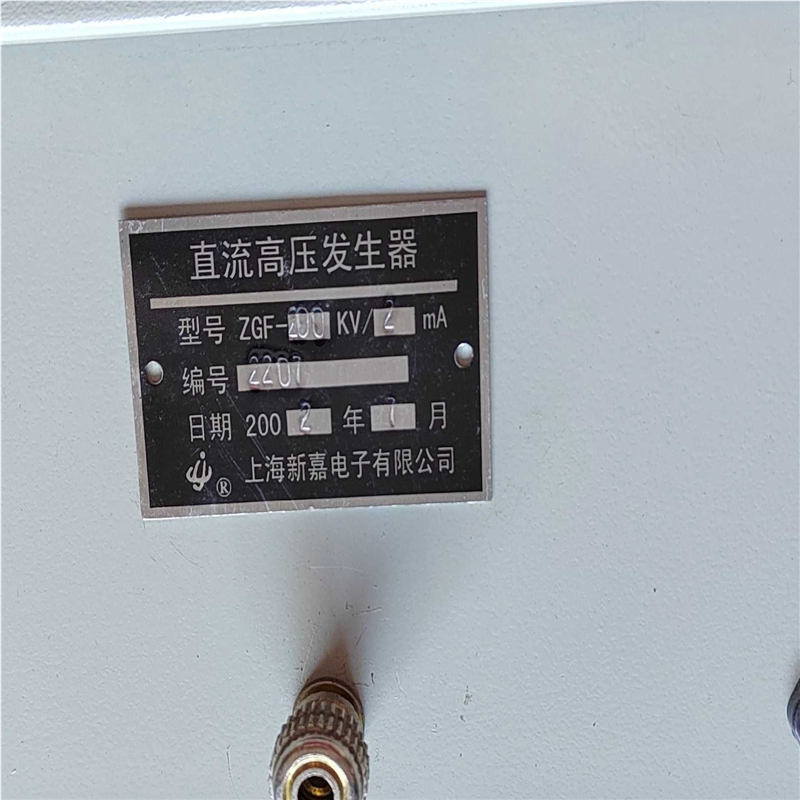 直流高压发生器
型号 ZGF-200 KV/2 mA
编号 2207
日期 2002 年 7 月
® 上海新嘉电子有限公司